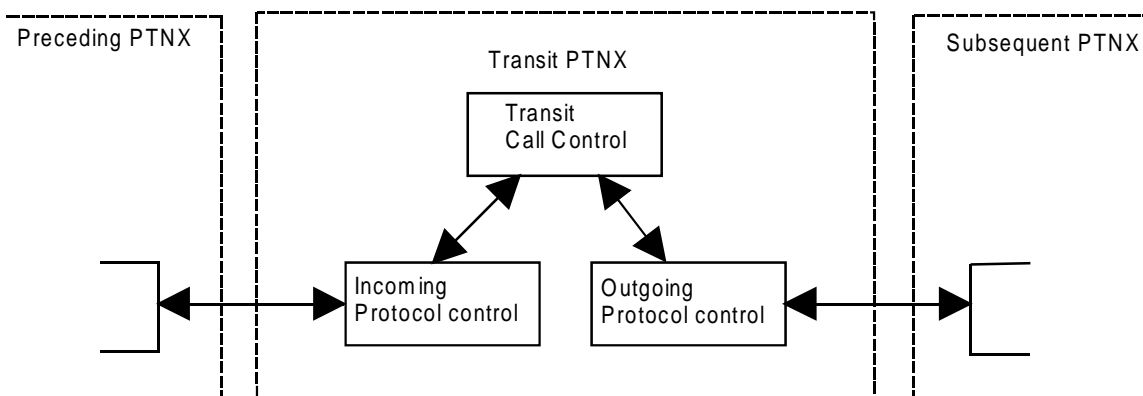 Preceding PTNX
Transit PTNX
Subsequent PTNX
Transit
Call Control
Incoming
Protocol control
Outgoing
Protocol control